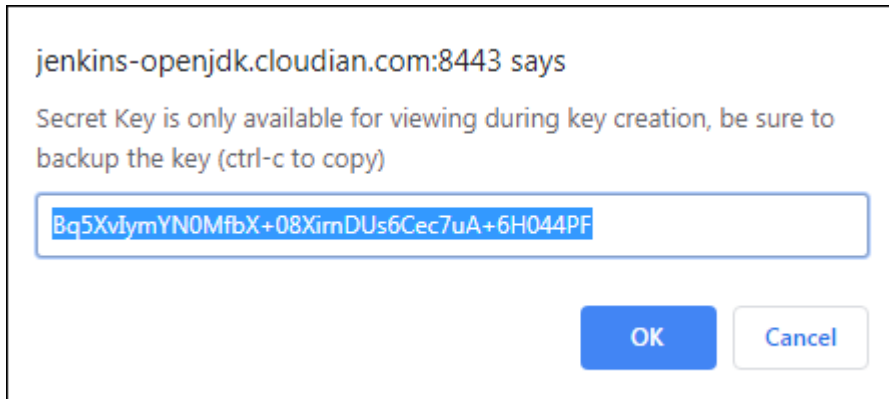 jenkins-openjdk.cloudian.com:8443 says
Secret Key is only available for viewing during key creation, be sure to
backup the key (ctrl-c to copy)
Bq5XvIymYN0MfbX+08XirnDUs6Cec7uA+6H044PF
OK
Cancel